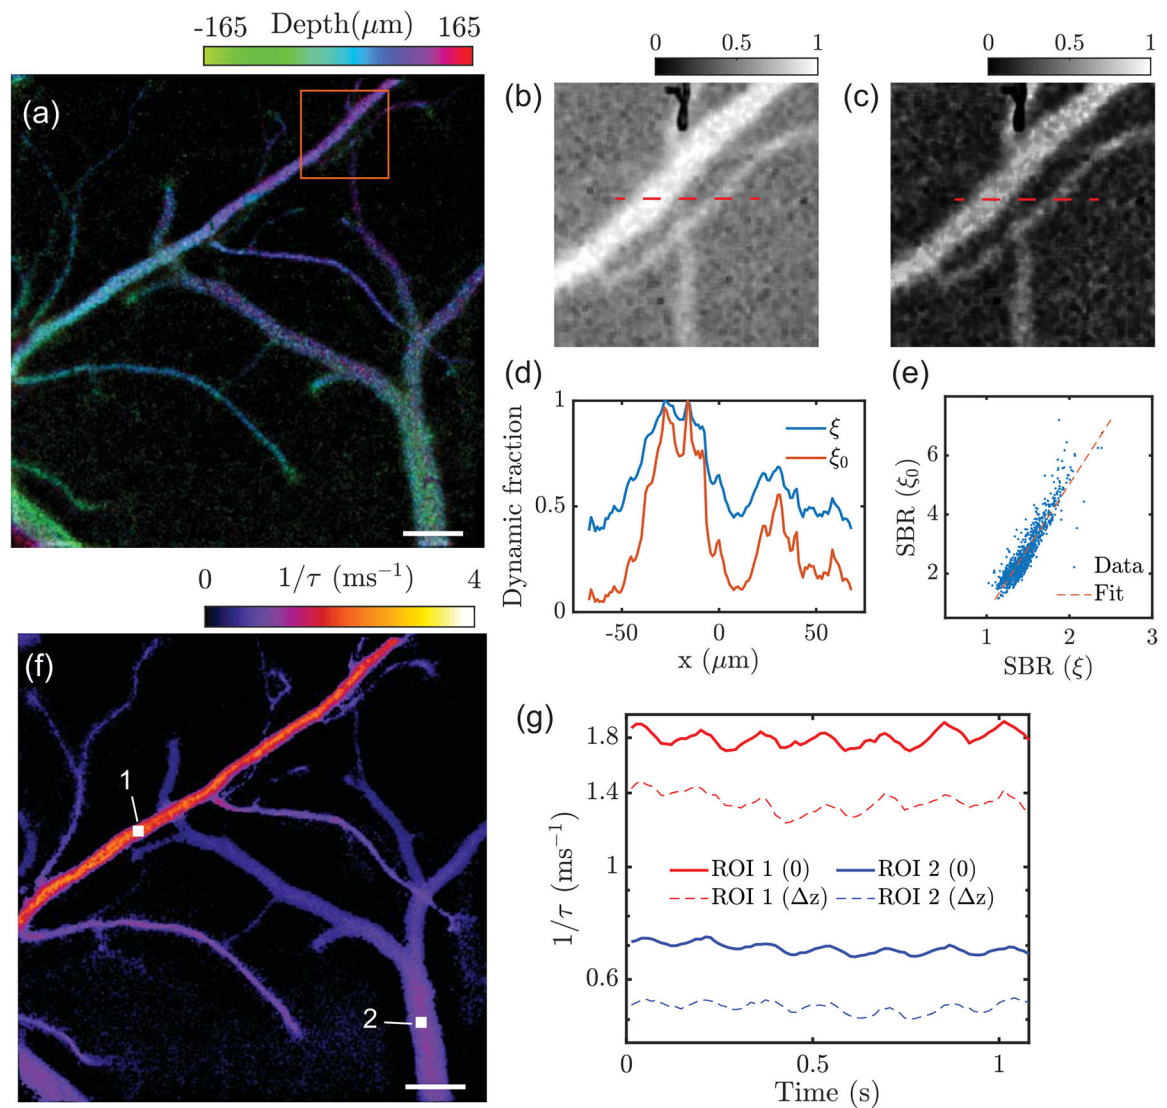 Depth(μm)
-165 165
(a)
0 0.5 1
(b)
0 0.5 1
(c)
(d)
1
0.5
0
Dynamic fraction
ξ
ξ0
-50 0 50
x (μm)
(e)
6
4
2
SBR (ξ0)
Data
Fit
1 2 3
SBR (ξ)
0 1/τ (ms−1) 4
(f)
1
2
(g)
1.8
1.4
1
0.6
1/τ (ms−1)
ROI 1 (0) ROI 2 (0)
ROI 1 (Δz) ROI 2 (Δz)
0 0.5 1
Time (s)